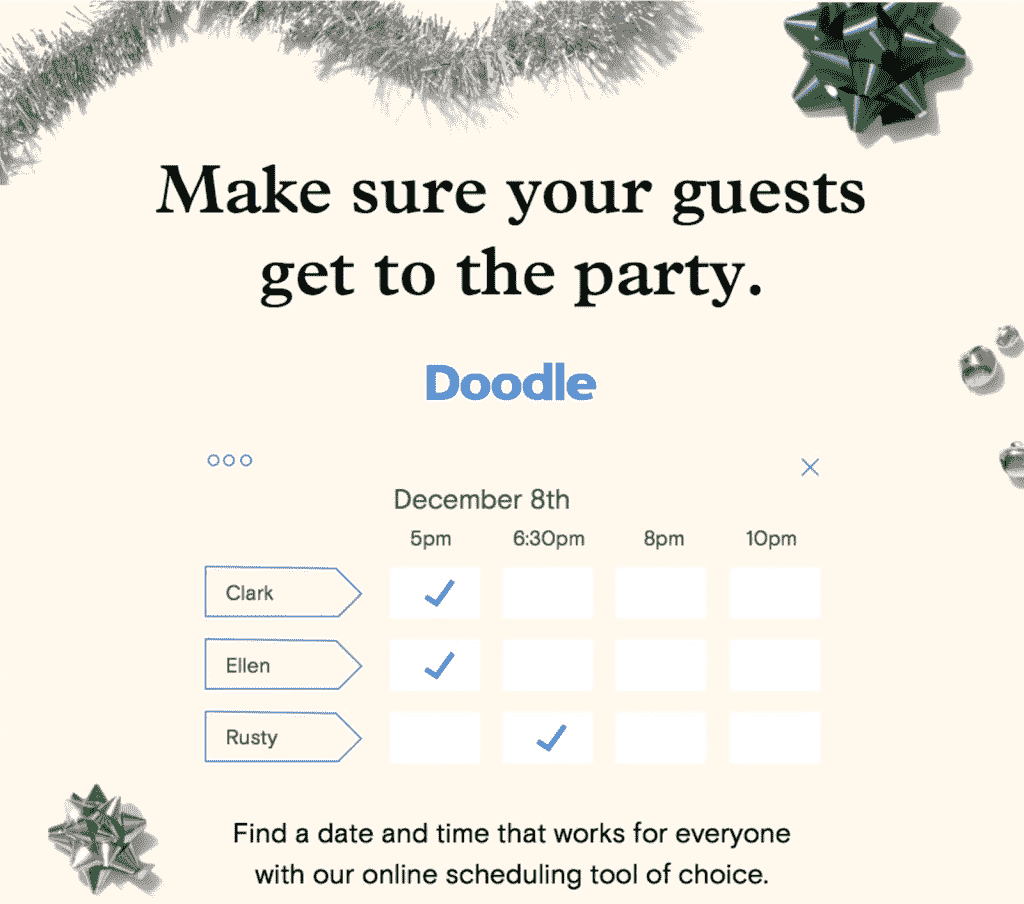 Make sure your guests
get to the party.
Doodle
December 8th
5pm 6:30pm 8pm 10pm
Clark
Ellen
Rusty
Find a date and time that works for everyone
with our online scheduling tool of choice.